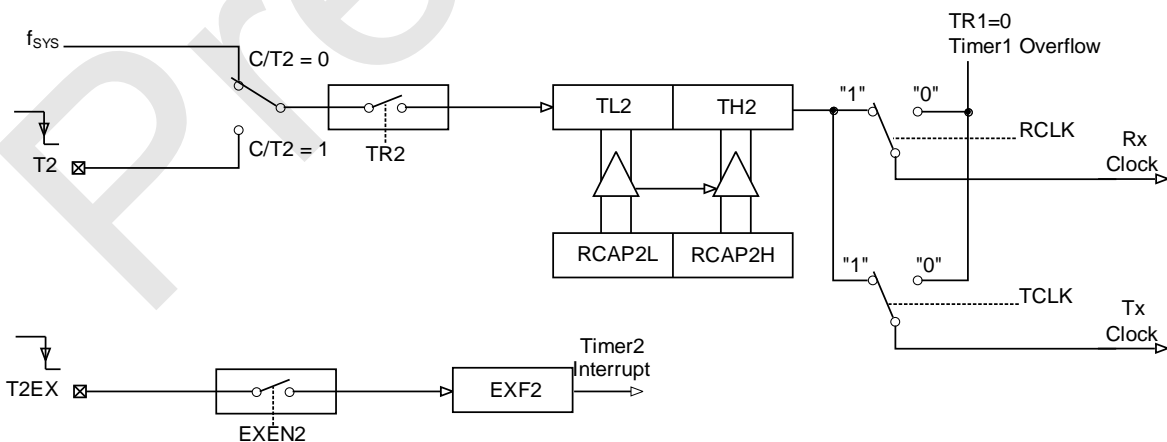 TR1=0
Timer1 Overflow
fSYS
C/T2 = 0
TL2
TH2
"1"
"0"
RCLK
Rx
Clock
T2
C/T2 = 1
TR2
RCAP2L
RCAP2H
"1"
"0"
TCLK
Tx
Clock
Timer2
Interrupt
T2EX
EXF2
EXEN2
Pre